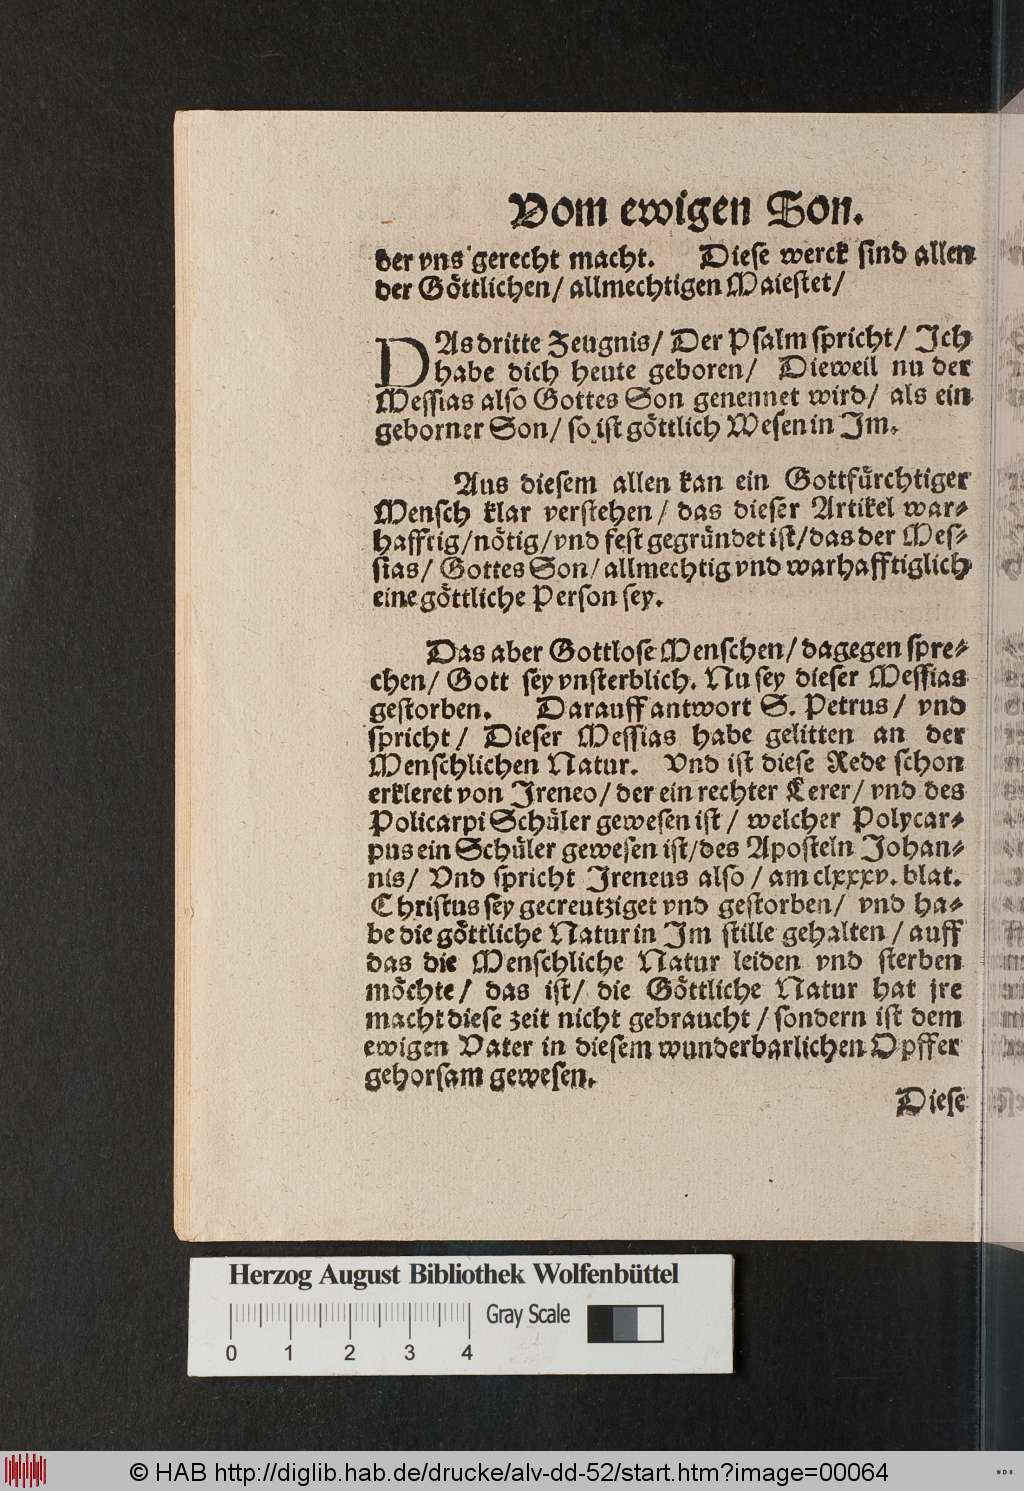 Vom ewigen Son.
der vns gerecht macht. Diese werck sind allen
der Göttlichen/ allmechtigen Maiestet/
DAs dritte Zeugnis/ Der Psalm spricht/ Ich
habe dich heute geboren/ Dieweil nu der
Messias also Gottes Son genennet wird/ als ein
geborner Son/ so ist göttlich Wesen in Im.
Aus diesem allen kan ein Gottfürchtiger
Mensch klar verstehen/ das dieser Artikel war-
hafftig/ nötig/ vnd fest gegründet ist/ das der Mes-
sias/ Gottes Son/ allmechtig vnd warhafftiglich
eine göttliche Person sey.
Das aber Gottlose Menschen/ dagegen spre-
chen/ Gott sey vnsterblich. Nu sey dieser Messias
gestorben. Darauff antwort S. Petrus/ vnd
spricht/ Dieser Messias habe gelitten an der
Menschlichen Natur. Vnd ist diese Rede schon
erkleret von Ireneo/ der ein rechter Lerer/ vnd des
Policarpi Schüler gewesen ist/ welcher Polycar-
pus ein Schüler gewesen ist/ des Aposteln Johan-
nis/ Vnd spricht Ireneus also/ am clxxxv. blat.
Christus sey gecreutziget vnd gestorben/ vnd ha-
be die göttliche Natur in Im stille gehalten/ auff
das die Menschliche Natur leiden vnd sterben
möchte/ das ist/ die Göttliche Natur hat jre
macht diese zeit nicht gebraucht/ sondern ist dem
ewigen Vater in diesem wunderbarlichen Opffer
gehorsam gewesen.
Diese
Herzog August Bibliothek Wolfenbüttel
Gray Scale
0 1 2 3 4
© HAB http://diglib.hab.de/drucke/alv-dd-52/start.htm?image=00064